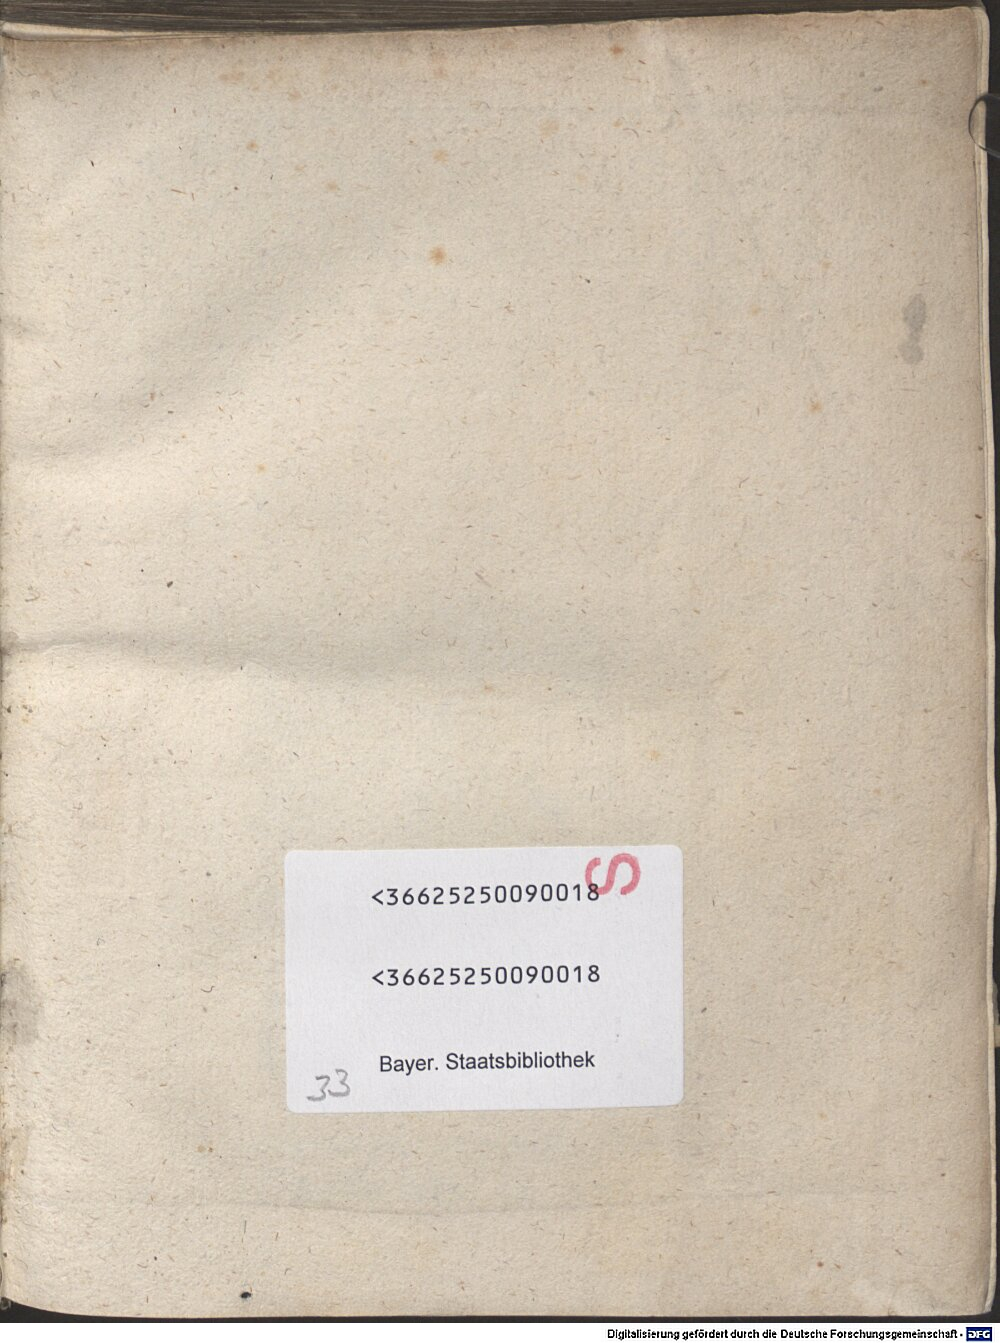 S
<36625250090018
<36625250090018
Bayer. Staatsbibliothek
33
Digitalisierung gefördert durch die Deutsche Forschungsgemeinschaft - DFG